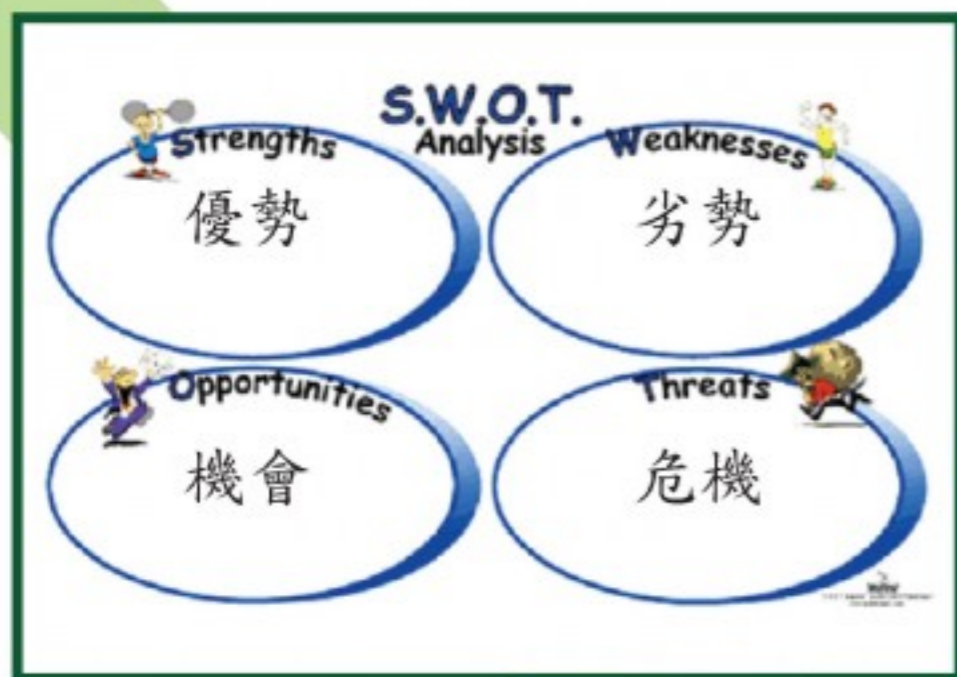 S.W.O.T.
Analysis
Strengths
優勢
Weaknesses
劣勢
Opportunities
機會
Threats
危機